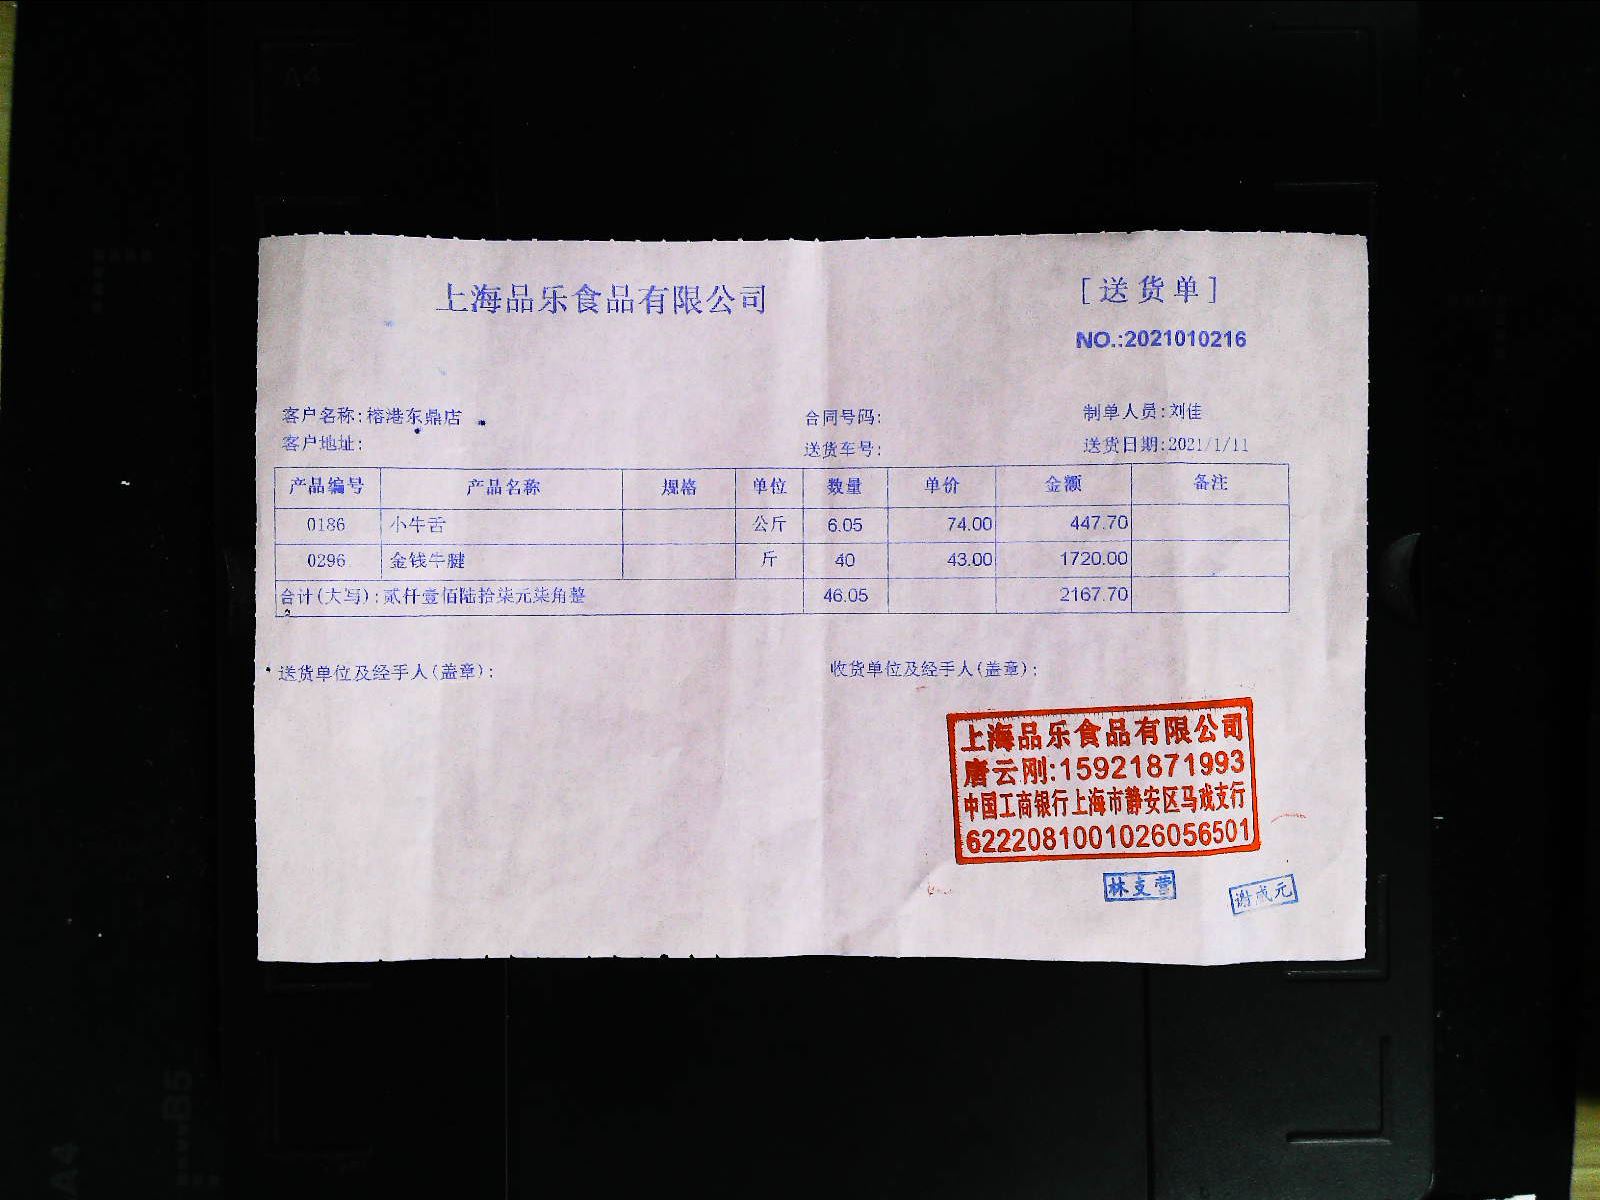 上海品乐食品有限公司 [送货单]
NO.:2021010216
客户名称:榕港东鼎店 合同号码: 制单人员:刘佳
客户地址: 送货车号: 送货日期:2021/1/11
产品编号 产品名称 规格 单位 数量 单价 金额 备注
0186 小牛舌 公斤 6.05 74.00 447.70
0296 金钱牛腱 斤 40 43.00 1720.00
合计(大写):贰仟壹佰陆拾柒元柒角整 46.05 2167.70
送货单位及经手人(盖章): 收货单位及经手人(盖章):
上海品乐食品有限公司
唐云刚:15921871993
中国工商银行上海市静安区马戏支行
6222081001026056501
林支营 谢成元
A4
B5
A4